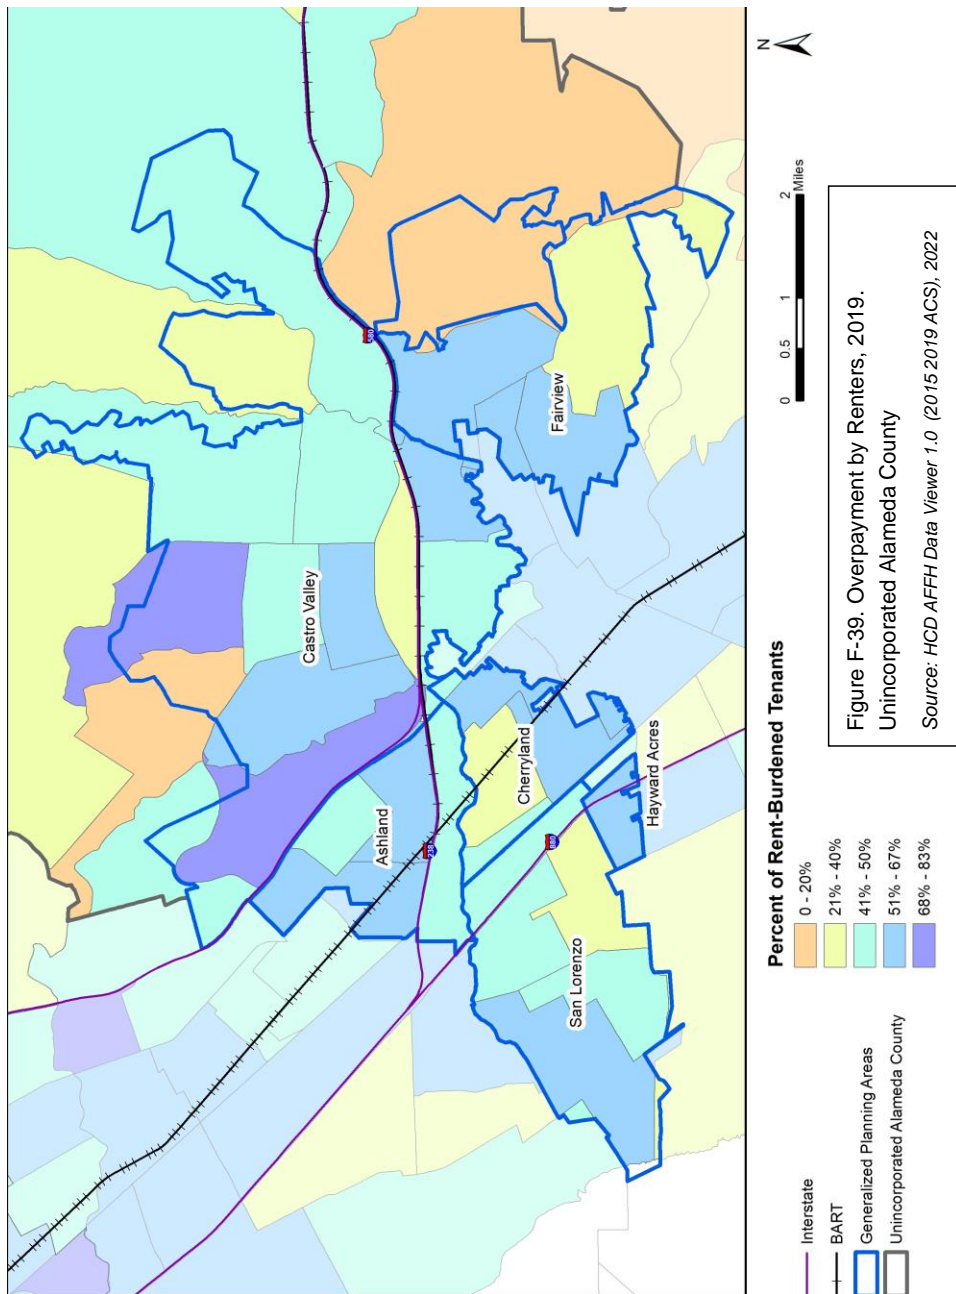 Castro Valley
Ashland
Cherryland
Fairview
Hayward Acres
San Lorenzo
580
238
880
N
0 0.5 1 2
Miles
Percent of Rent-Burdened Tenants
0 - 20%
21% - 40%
41% - 50%
51% - 67%
68% - 83%
Interstate
BART
Generalized Planning Areas
Unincorporated Alameda County
Figure F-39. Overpayment by Renters, 2019.
Unincorporated Alameda County
Source: HCD AFFH Data Viewer 1.0 (2015 2019 ACS), 2022